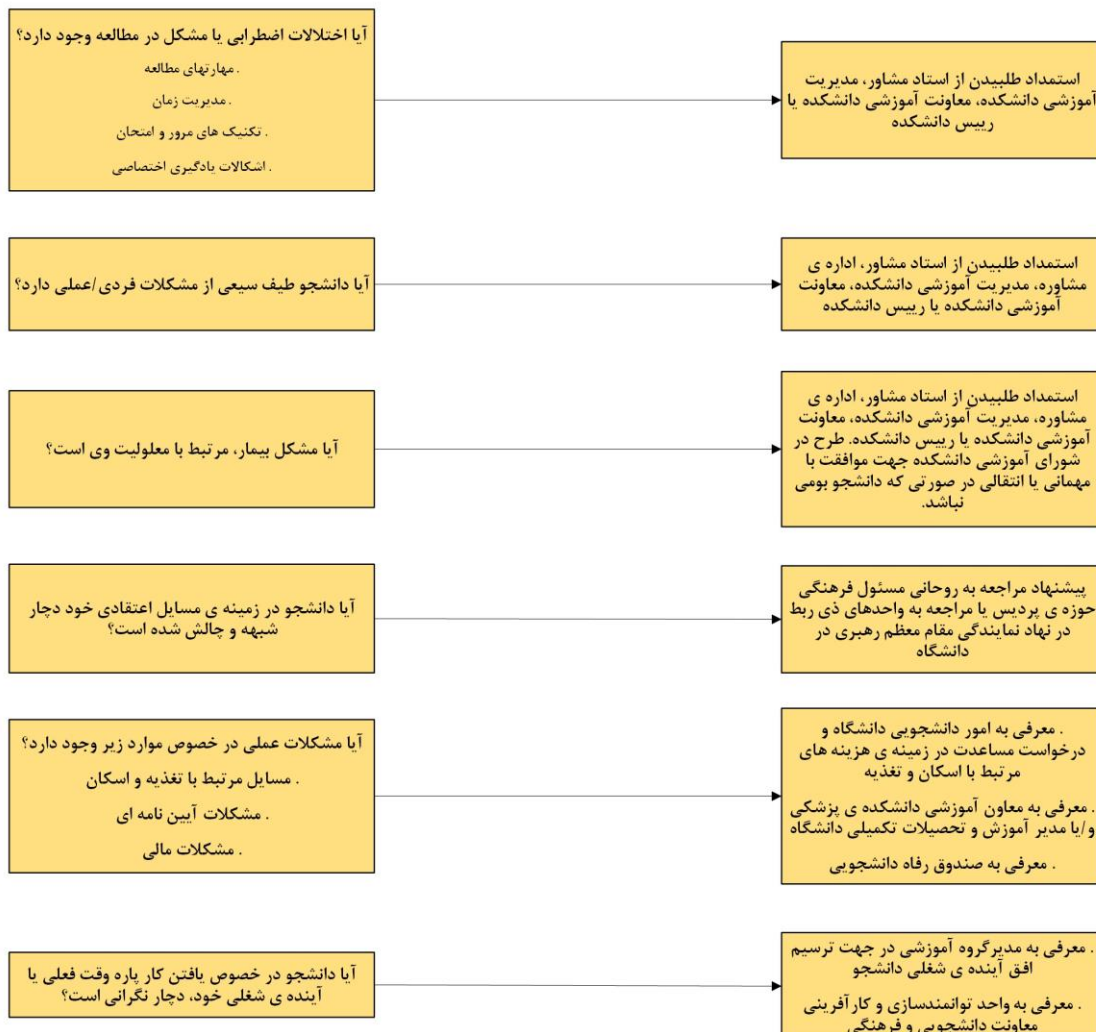 آیا اختلالات اضطرابی یا مشکل در مطالعه وجود دارد؟
. مهارتهای مطالعه
. مدیریت زمان
. تکنیک های مرور و امتحان
. اشکالات یادگیری اختصاصی
استمداد طلبیدن از استاد مشاور، مدیریت
آموزشی دانشکده، معاونت آموزشی دانشکده یا
رییس دانشکده
آیا دانشجو طیف سیعی از مشکلات فردی/عملی دارد؟
استمداد طلبیدن از استاد مشاور، اداره ی
مشاوره، مدیریت آموزشی دانشکده، معاونت
آموزشی دانشکده یا رییس دانشکده
آیا مشکل بیمار، مرتبط با معلولیت وی است؟
استمداد طلبیدن از استاد مشاور، اداره ی
مشاوره، مدیریت آموزشی دانشکده، معاونت
آموزشی دانشکده یا رییس دانشکده. طرح در
شورای آموزشی دانشکده جهت موافقت با
مهمانی یا انتقالی در صورتی که دانشجو بومی
نباشد.
آیا دانشجو در زمینه ی مسایل اعتقادی خود دچار
شبهه و چالش شده است؟
پیشنهاد مراجعه به روحانی مسئول فرهنگی
حوزه ی پردیس یا مراجعه به واحدهای ذی ربط
در نهاد نمایندگی مقام معظم رهبری در
دانشگاه
آیا مشکلات عملی در خصوص موارد زیر وجود دارد؟
. مسایل مرتبط با تغذیه و اسکان
. مشکلات آیین نامه ای
. مشکلات مالی
. معرفی به امور دانشجویی دانشگاه و
درخواست مساعدت در زمینه ی هزینه های
مرتبط با اسکان و تغذیه
. معرفی به معاون آموزشی دانشکده ی پزشکی
و/یا مدیر آموزش و تحصیلات تکمیلی دانشگاه
. معرفی به صندوق رفاه دانشجویی
آیا دانشجو در خصوص یافتن کار پاره وقت فعلی یا
آینده ی شغلی خود، دچار نگرانی است؟
. معرفی به مدیرگروه آموزشی در جهت ترسیم
افق آینده ی شغلی دانشجو
. معرفی به واحد توانمندسازی و کارآفرینی
معاونت دانشجویی و فرهنگی